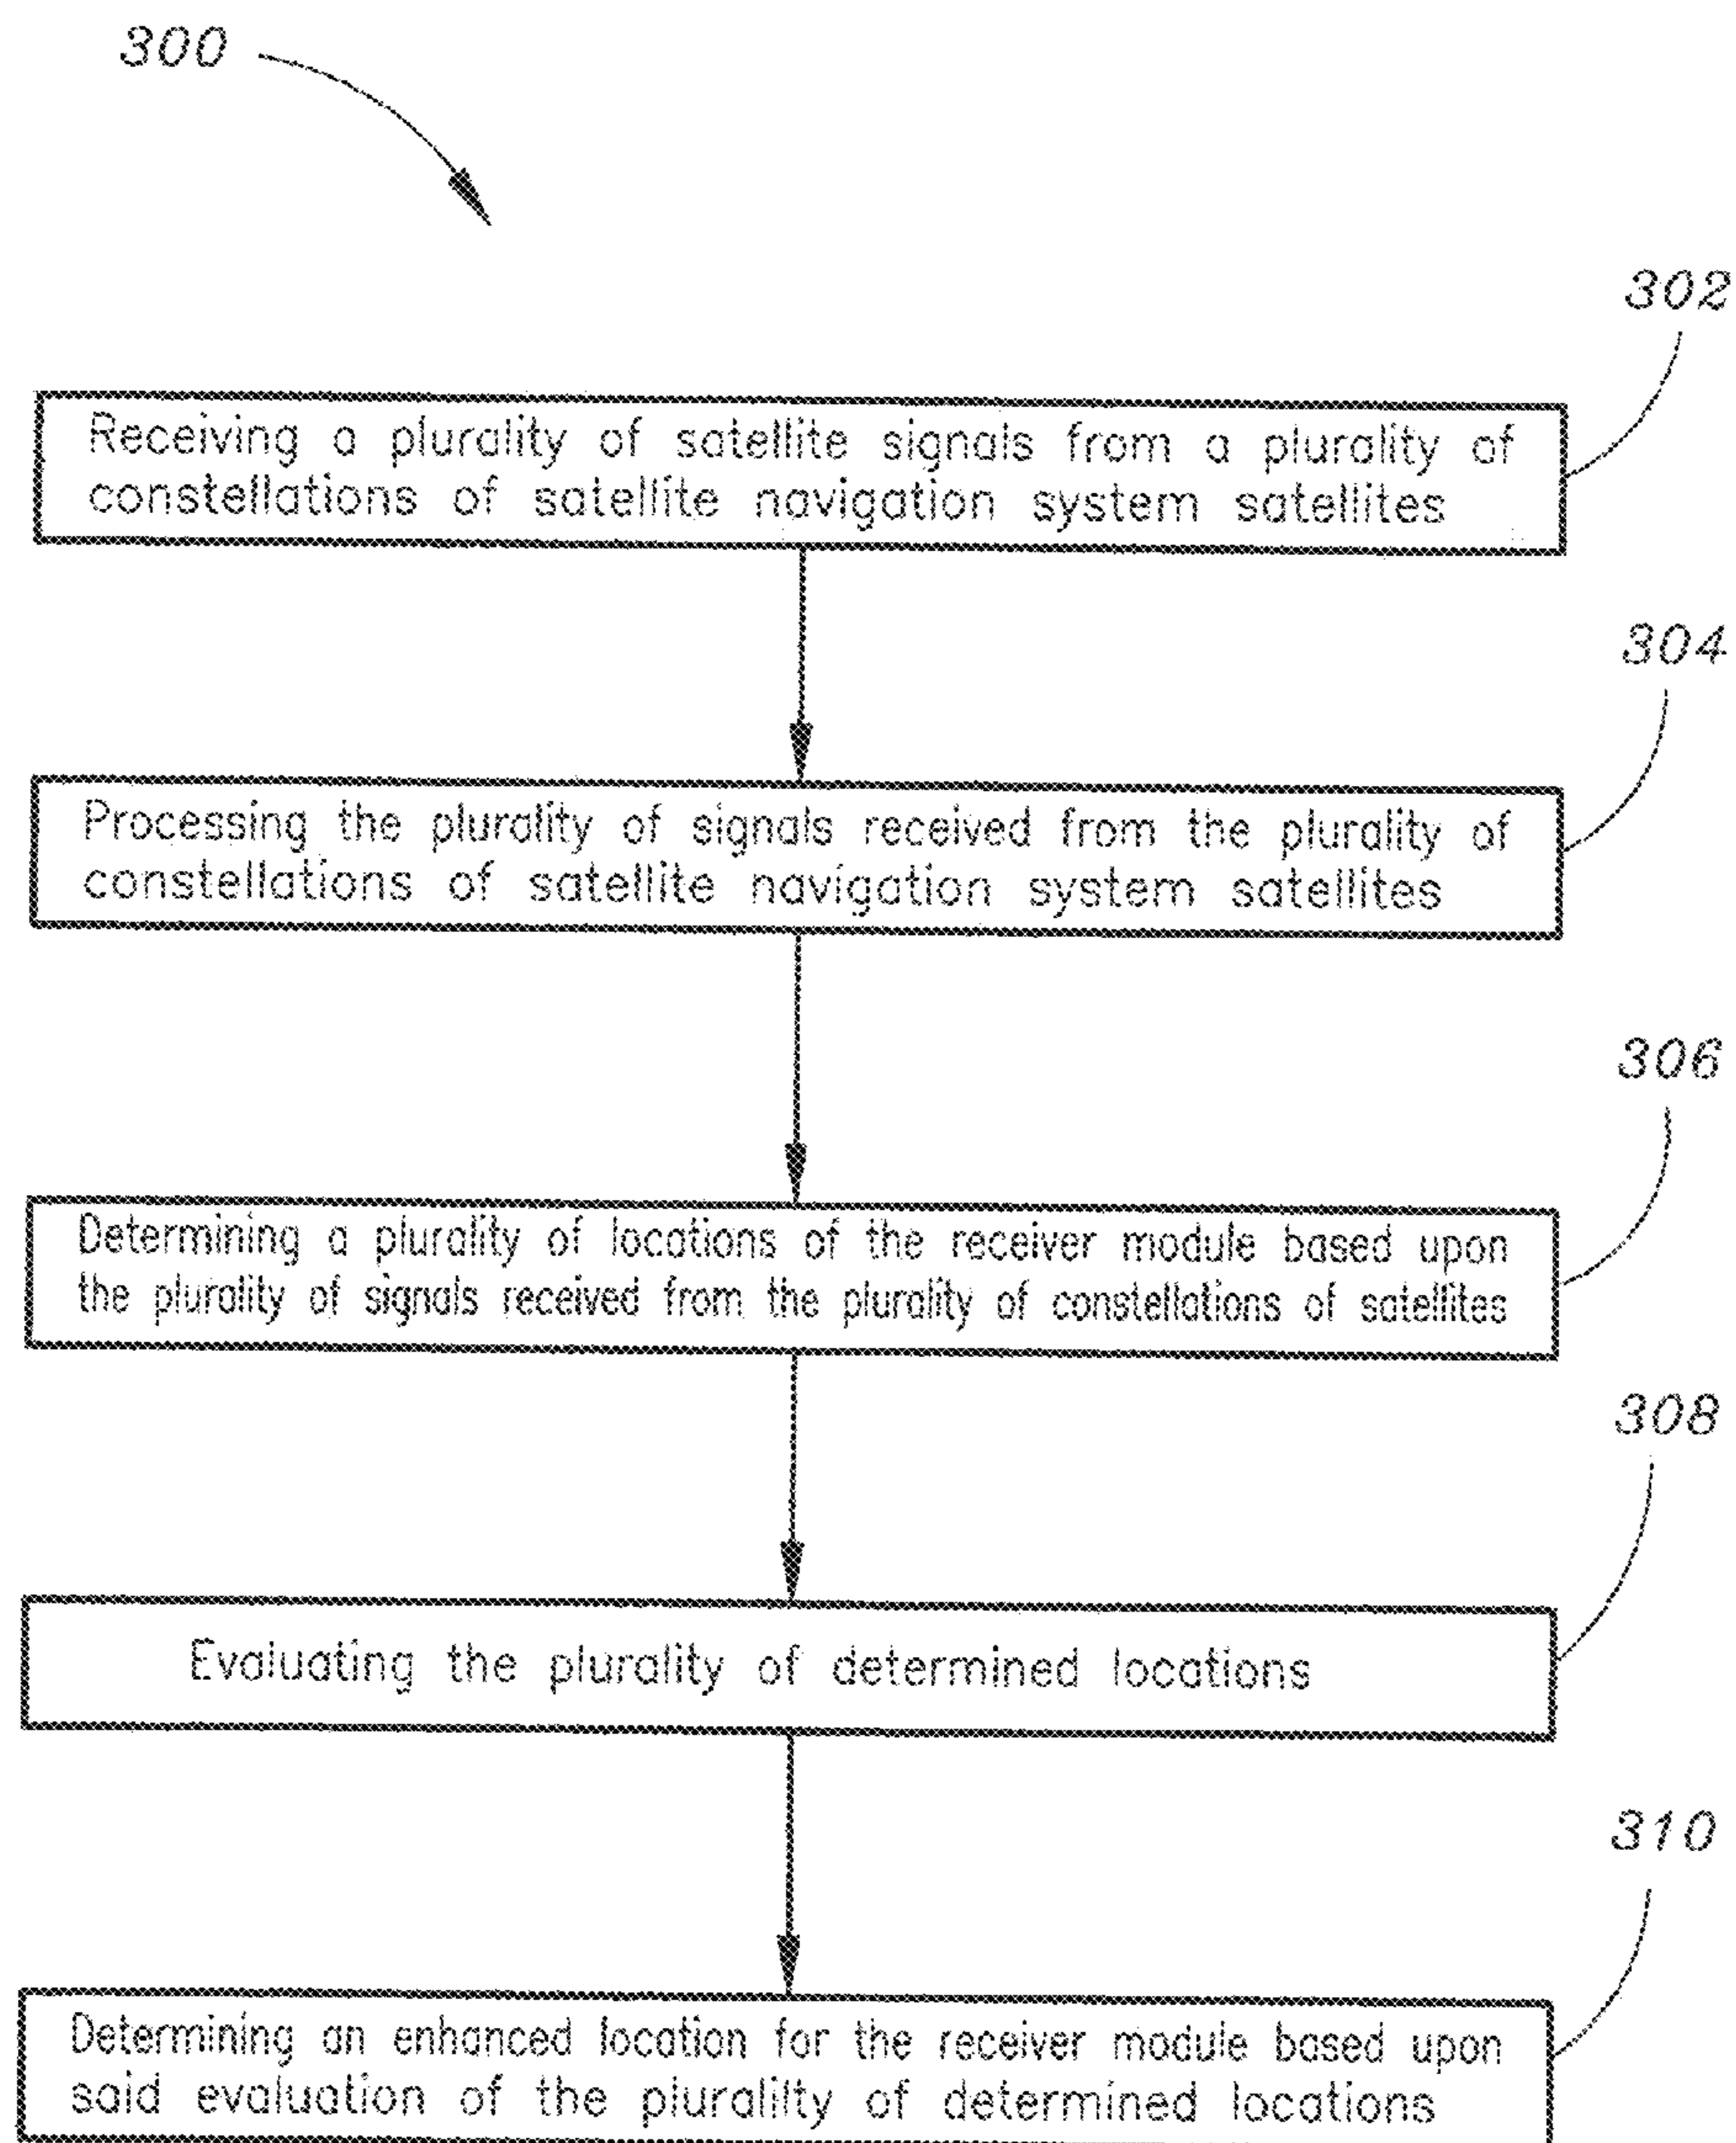 300
302
Receiving a plurality of satellite signals from a plurality of
constellations of satellite navigation system satellites
304
Processing the plurality of signals received from the plurality of
constellations of satellite navigation system satellites
306
Determining a plurality of locations of the receiver module based upon
the plurality of signals received from the plurality of constellations of satellites
308
Evaluating the plurality of determined locations
310
Determining an enhanced location for the receiver module based upon
said evaluation of the pluralilty of determined locations